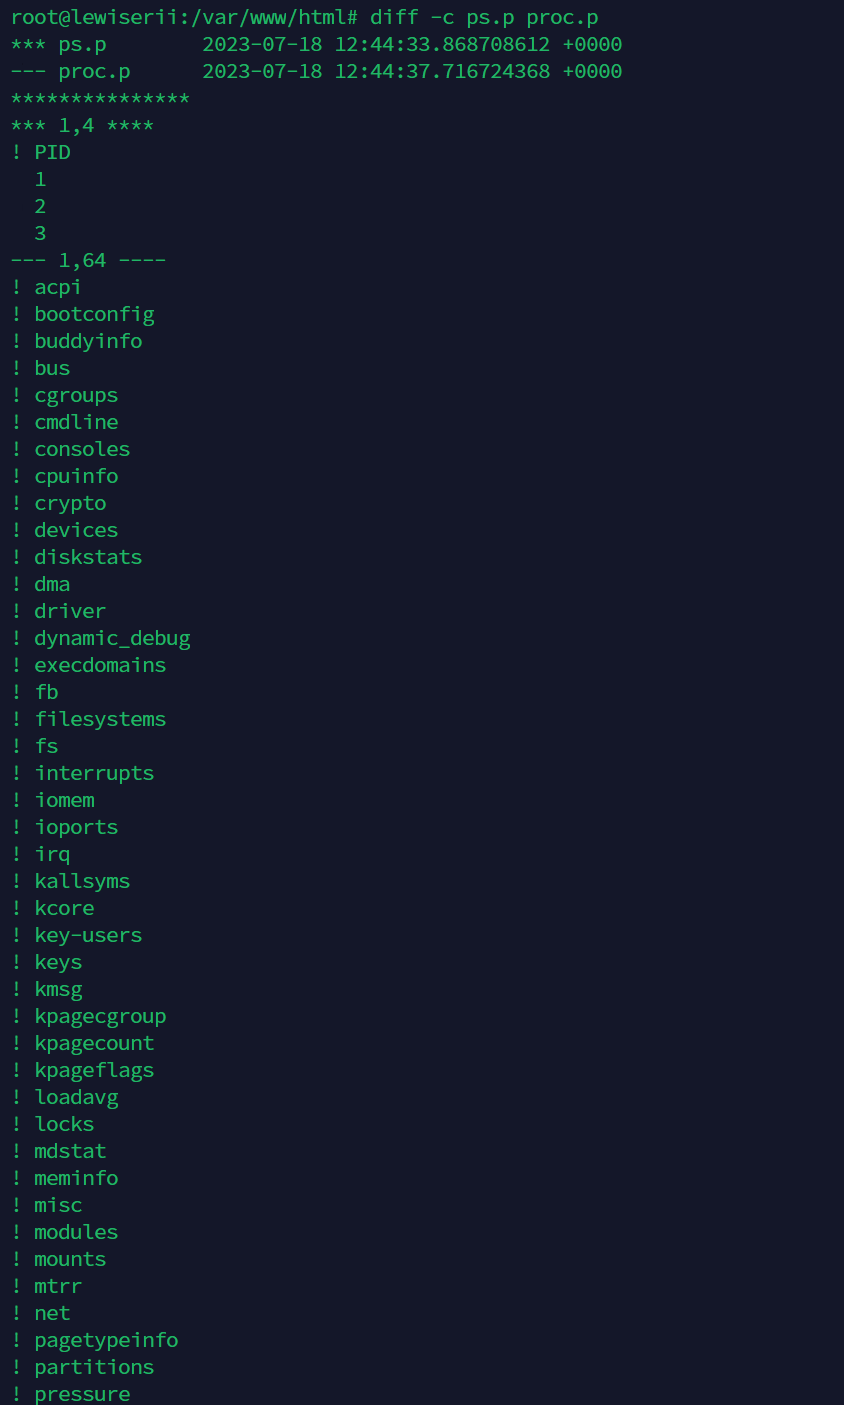 root@lewiserii:/var/www/html# diff -c ps.p proc.p
*** ps.p        2023-07-18 12:44:33.868708612 +0000
--- proc.p      2023-07-18 12:44:37.716724368 +0000
***************
*** 1,4 ****
! PID
  1
  2
  3
--- 1,64 ----
! acpi
! bootconfig
! buddyinfo
! bus
! cgroups
! cmdline
! consoles
! cpuinfo
! crypto
! devices
! diskstats
! dma
! driver
! dynamic_debug
! execdomains
! fb
! filesystems
! fs
! interrupts
! iomem
! ioports
! irq
! kallsyms
! kcore
! key-users
! keys
! kmsg
! kpagecgroup
! kpagecount
! kpageflags
! loadavg
! locks
! mdstat
! meminfo
! misc
! modules
! mounts
! mtrr
! net
! pagetypeinfo
! partitions
! pressure